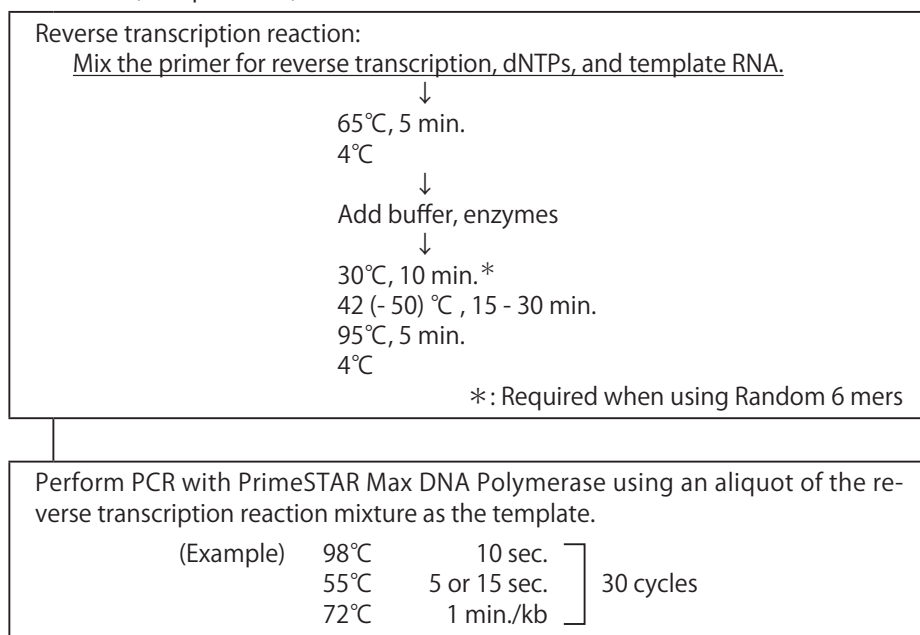 Reverse transcription reaction:
Mix the primer for reverse transcription, dNTPs, and template RNA.
↓
65℃, 5 min.
4℃
↓
Add buffer, enzymes
↓
30℃, 10 min.＊
42 (- 50) ℃ , 15 - 30 min.
95℃, 5 min.
4℃
＊: Required when using Random 6 mers
Perform PCR with PrimeSTAR Max DNA Polymerase using an aliquot of the re-
verse transcription reaction mixture as the template.
(Example) 98℃ 10 sec.
55℃ 5 or 15 sec. 30 cycles
72℃ 1 min./kb